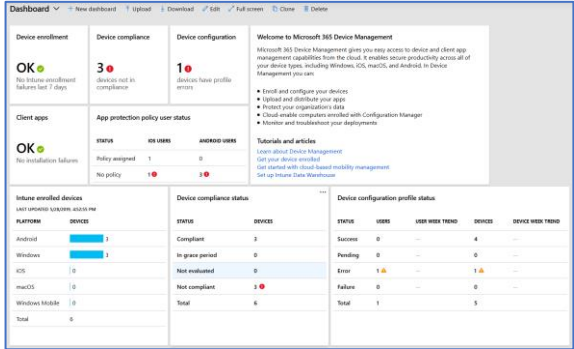 Dashboard
New dashboard Upload Download Edit Full screen Clone Delete
Device enrollment
OK
No Intune enrollment
failures last 7 days
Device compliance
3
devices not in
compliance
Device configuration
1
devices have profile
errors
Welcome to Microsoft 365 Device Management
Microsoft 365 Device Management gives you easy access to device and client app
management capabilities from the cloud. It enables secure productivity across all of
your device types, including Windows, iOS, macOS, and Android. In Device
Management you can:
• Enroll and configure your devices
• Upload and distribute your apps
• Protect your organization's data
• Cloud-enable computers enrolled with Configuration Manager
• Monitor and troubleshoot your deployments
Tutorials and articles
Learn about Device Management
Get your device enrolled
Get started with cloud-based mobility management
Set up Intune Data Warehouse
Client apps
OK
No installation failures
App protection policy user status
STATUS IOS USERS ANDROID USERS
Policy assigned 1 0
No policy 1 3
Intune enrolled devices
LAST UPDATED
PLATFORM DEVICES
Android 3
Windows 3
iOS 0
macOS 0
Windows Mobile 0
Total 6
Device compliance status
STATUS DEVICES
Compliant 3
In grace period 0
Not evaluated 0
Not compliant 3
Total 6
Device configuration profile status
STATUS USERS USER WEEK TREND DEVICES DEVICE WEEK TREND
Success 0 4
Pending 0 0
Error 1 1
Failure 0 0
Total 1 5